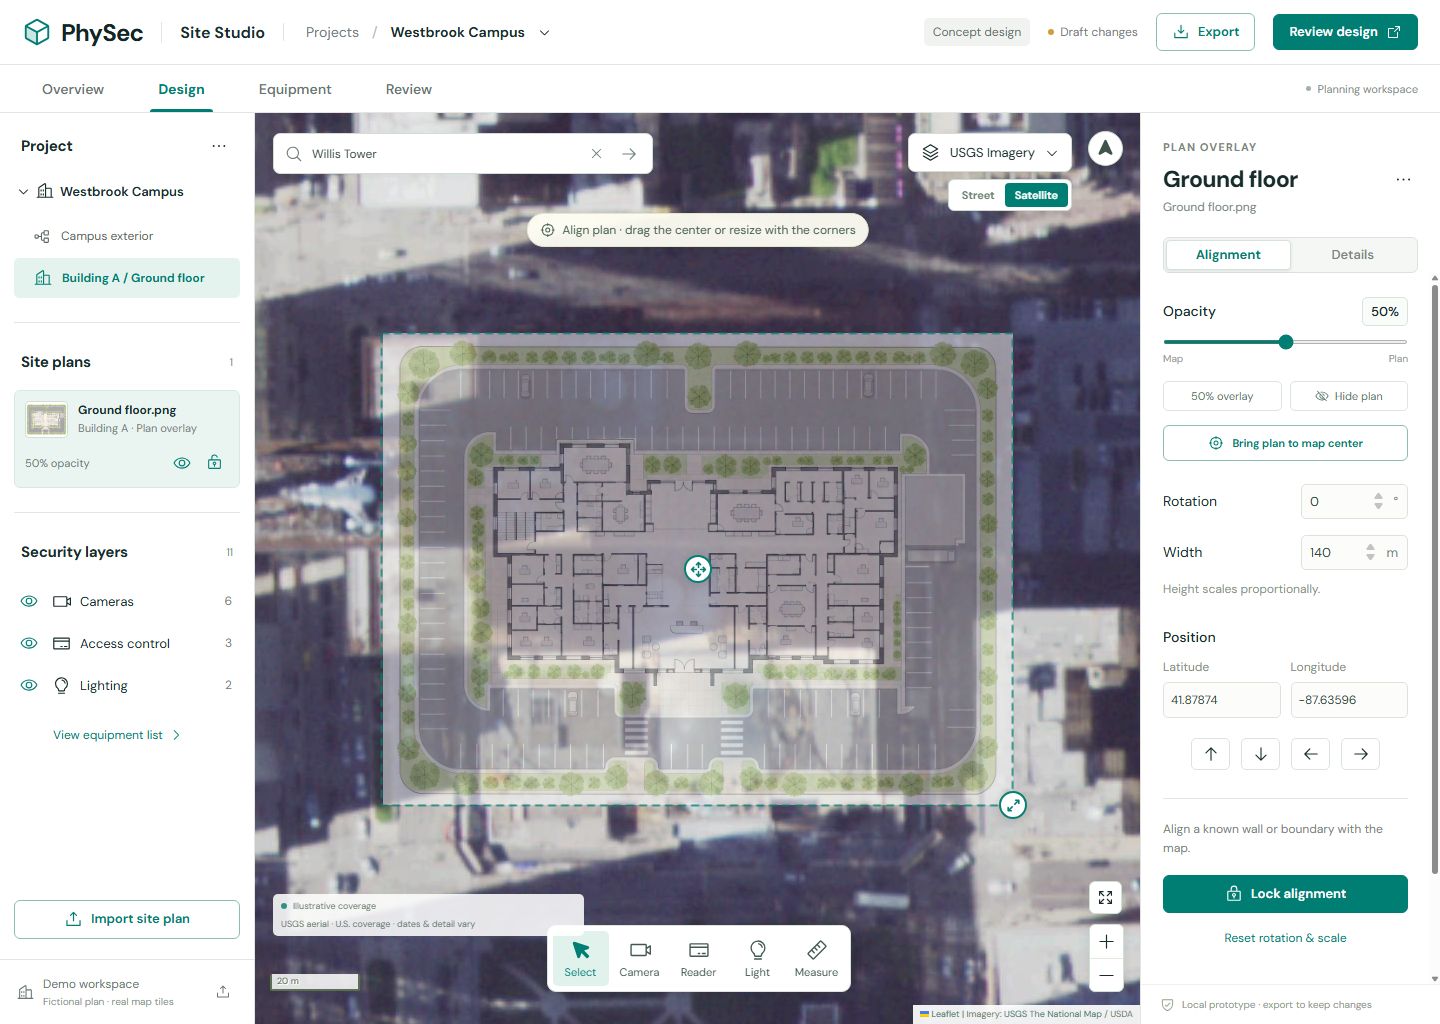 PhySec
Site Studio
Projects / Westbrook Campus
Concept design
Draft changes
Export
Review design
Overview
Design
Equipment
Review
Planning workspace
Project
Westbrook Campus
Campus exterior
Building A / Ground floor
Site plans
1
Ground floor.png
Building A · Plan overlay
50% opacity
Security layers
11
Cameras
6
Access control
3
Lighting
2
View equipment list
Import site plan
Demo workspace
Fictional plan · real map tiles
Willis Tower
USGS Imagery
Street
Satellite
Align plan · drag the center or resize with the corners
Illustrative coverage
USGS aerial · U.S. coverage · dates & detail vary
20 m
Select
Camera
Reader
Light
Measure
Leaflet | Imagery: USGS The National Map / USDA
PLAN OVERLAY
Ground floor
Ground floor.png
Alignment
Details
Opacity
50%
Map
Plan
50% overlay
Hide plan
Bring plan to map center
Rotation
0 °
Width
140 m
Height scales proportionally.
Position
Latitude
Longitude
41.87874
-87.63596
Align a known wall or boundary with the
map.
Lock alignment
Reset rotation & scale
Local prototype · export to keep changes